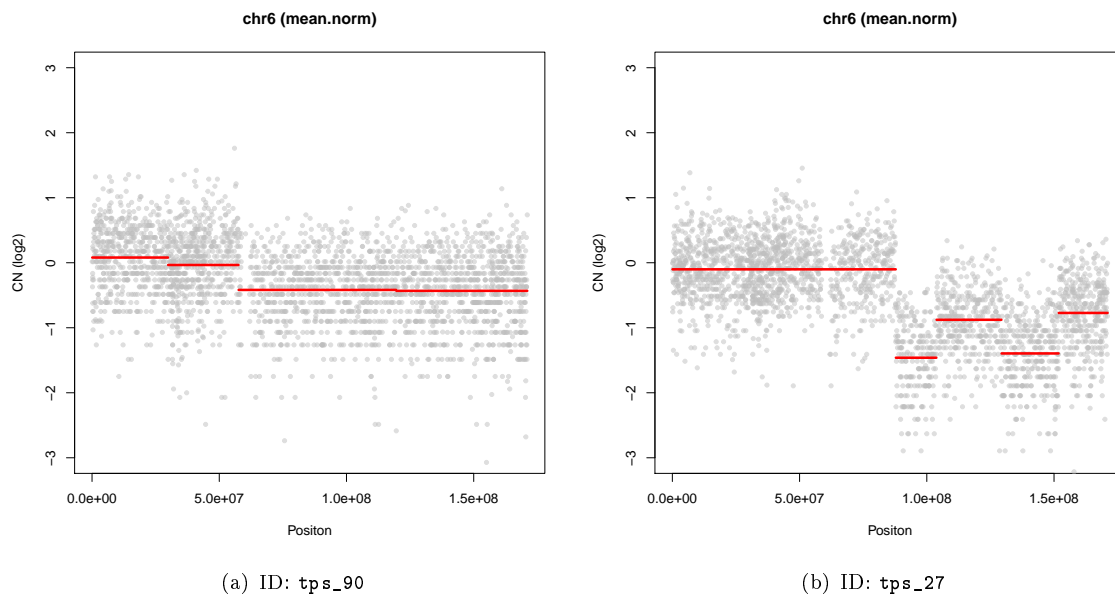 chr6 (mean.norm)
CN (log2)
3
2
1
0
−1
−2
−3
0.0e+00 5.0e+07 1.0e+08 1.5e+08
Positon
(a) ID: tps_90
chr6 (mean.norm)
CN (log2)
3
2
1
0
−1
−2
−3
0.0e+00 5.0e+07 1.0e+08 1.5e+08
Positon
(b) ID: tps_27